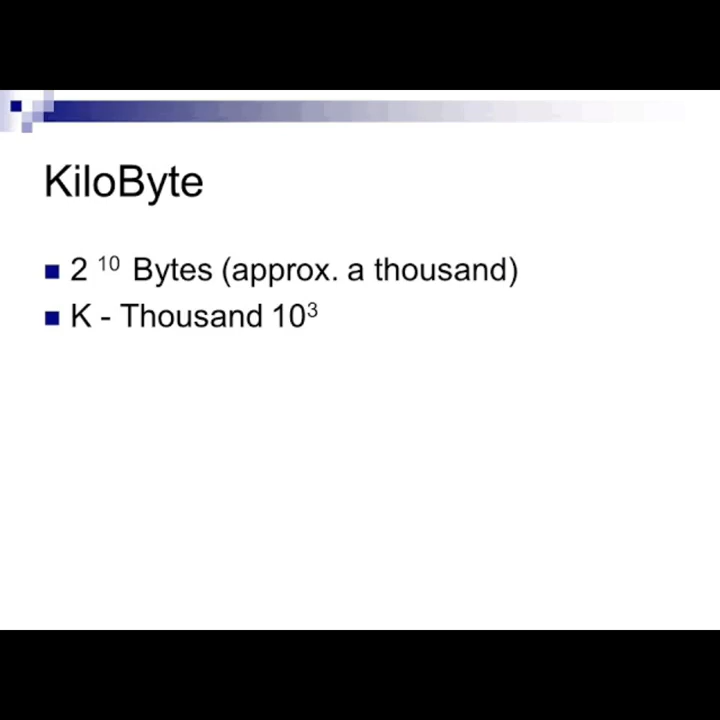 KiloByte
2 ¹⁰ Bytes (approx. a thousand)
K - Thousand 10³